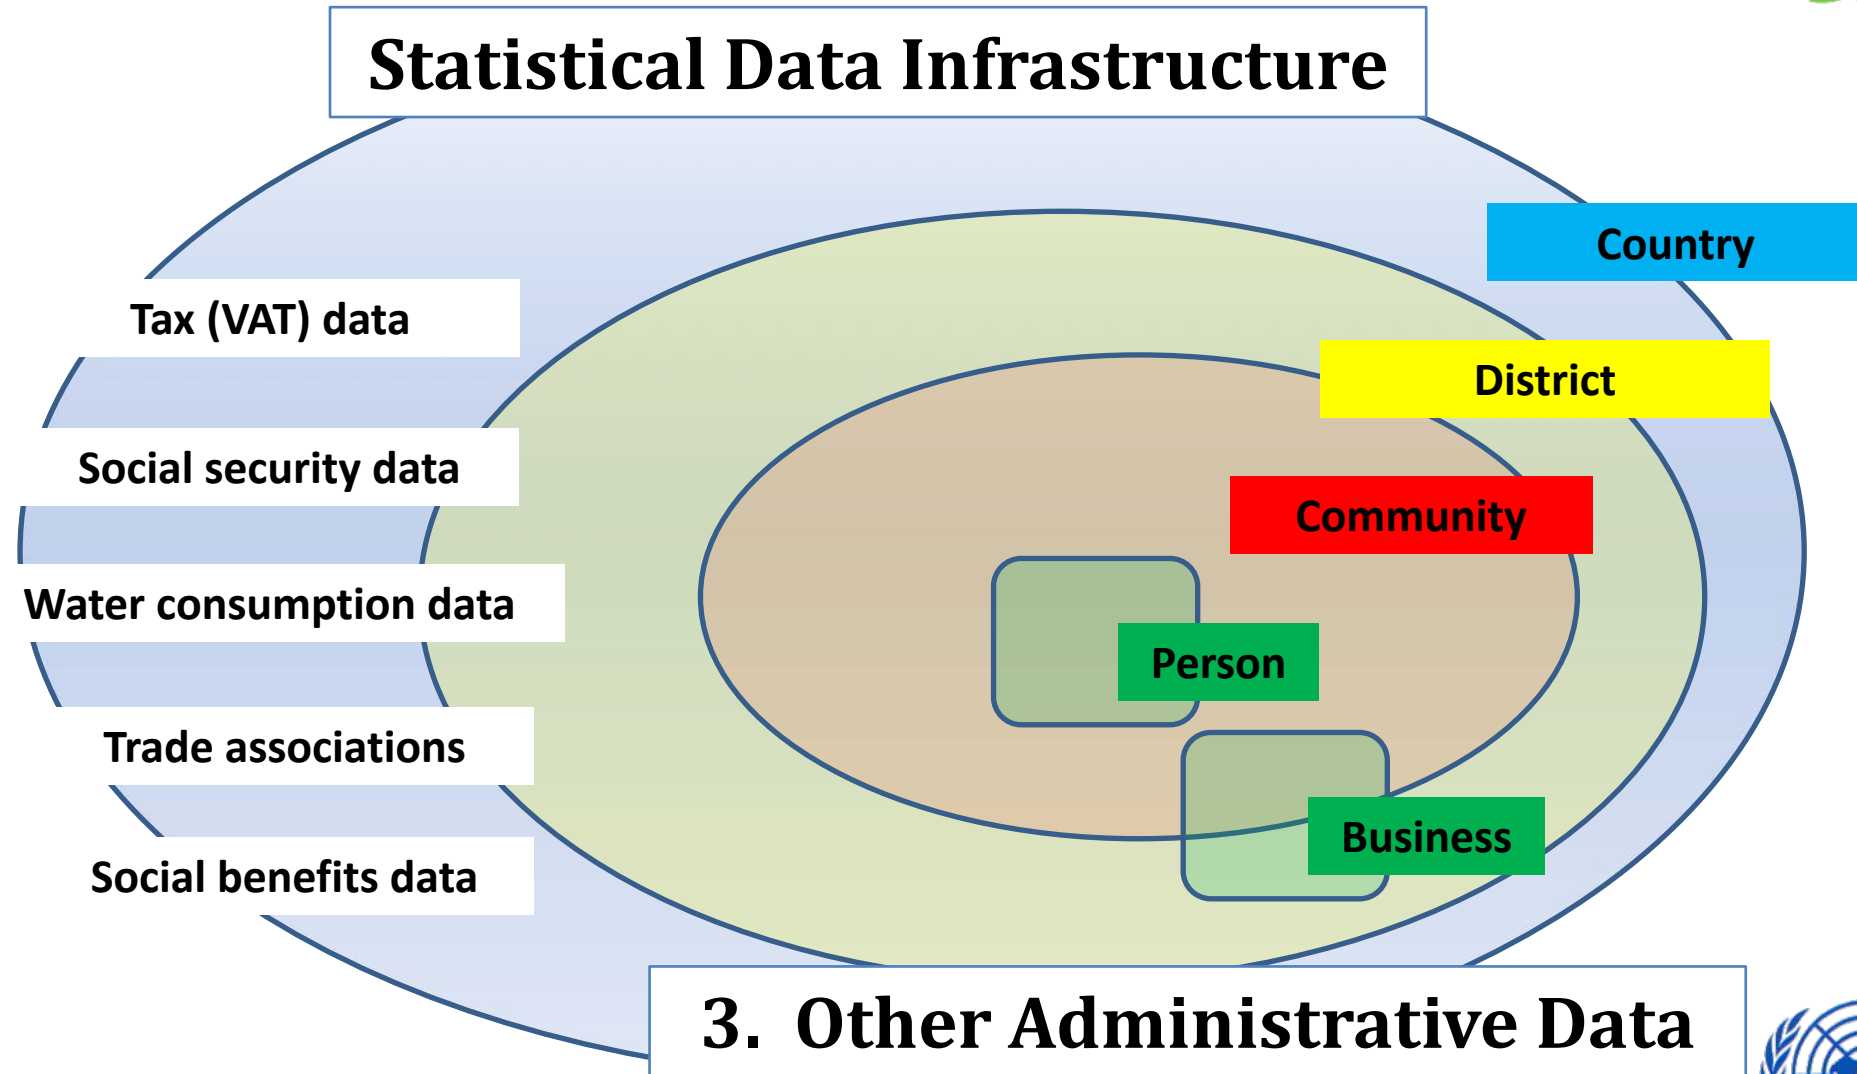 Statistical Data Infrastructure
Country
Tax (VAT) data
District
Social security data
Community
Water consumption data
Person
Trade associations
Business
Social benefits data
3. Other Administrative Data